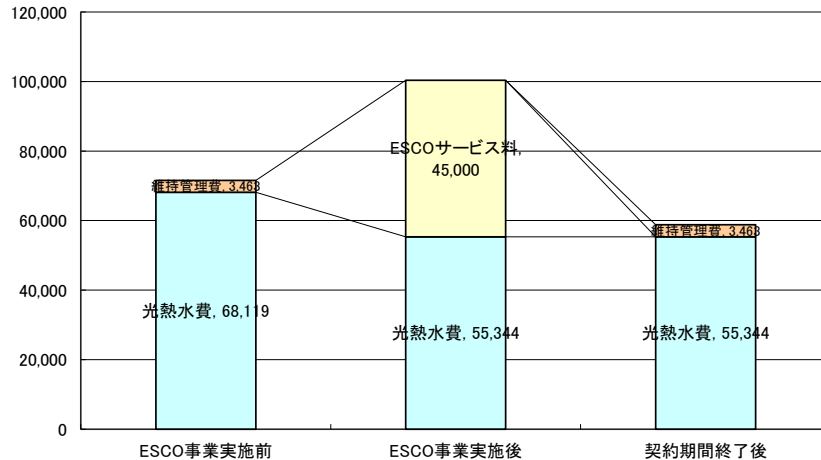 120,000
100,000
80,000
60,000
40,000
20,000
0
維持管理費, 3,463
光熱水費, 68,119
ESCOサービス料,
45,000
光熱水費, 55,344
維持管理費, 3,463
光熱水費, 55,344
ESCO事業実施前
ESCO事業実施後
契約期間終了後